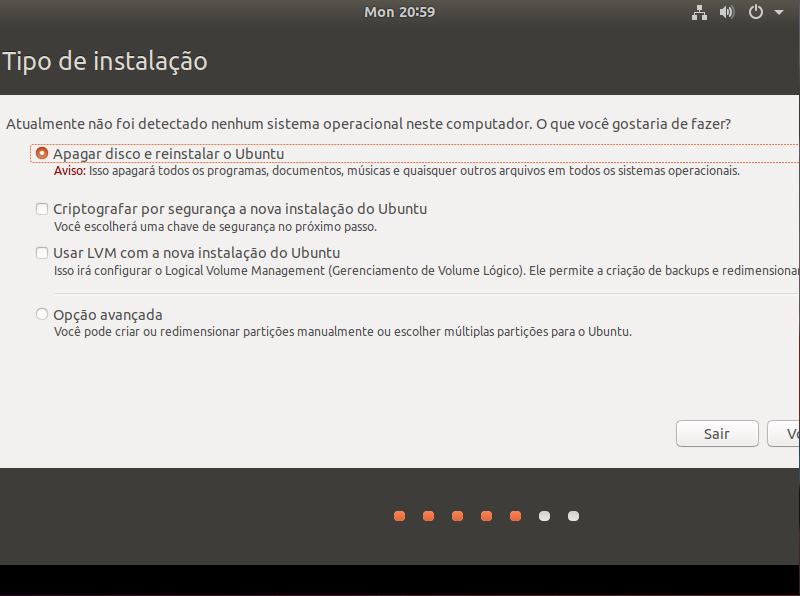 Mon 20:59
Tipo de instalação
Atualmente não foi detectado nenhum sistema operacional neste computador. O que você gostaria de fazer?
Apagar disco e reinstalar o Ubuntu
Aviso: Isso apagará todos os programas, documentos, músicas e quaisquer outros arquivos em todos os sistemas operacionais.
Criptografar por segurança a nova instalação do Ubuntu
Você escolherá uma chave de segurança no próximo passo.
Usar LVM com a nova instalação do Ubuntu
Isso irá configurar o Logical Volume Management (Gerenciamento de Volume Lógico). Ele permite a criação de backups e redimensiona
Opção avançada
Você pode criar ou redimensionar partições manualmente ou escolher múltiplas partições para o Ubuntu.
Sair